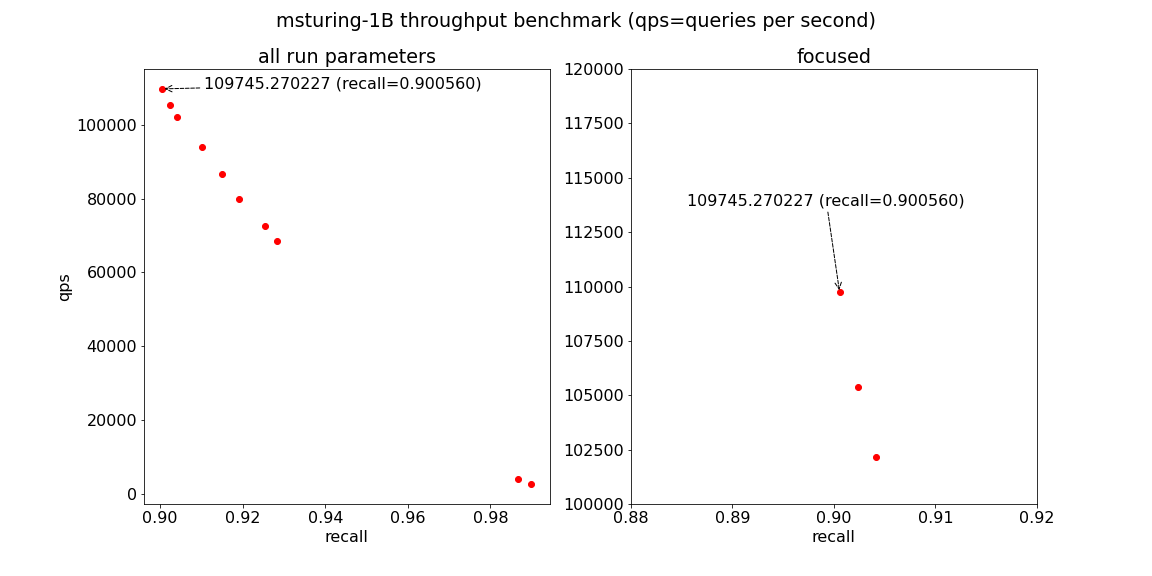 msturing-1B throughput benchmark (qps=queries per second)
all run parameters
109745.270227 (recall=0.900560)
100000
80000
60000
40000
20000
0
qps
0.90 0.92 0.94 0.96 0.98
recall
focused
120000
117500
115000
109745.270227 (recall=0.900560)
112500
110000
107500
105000
102500
100000
0.88 0.89 0.90 0.91 0.92
recall